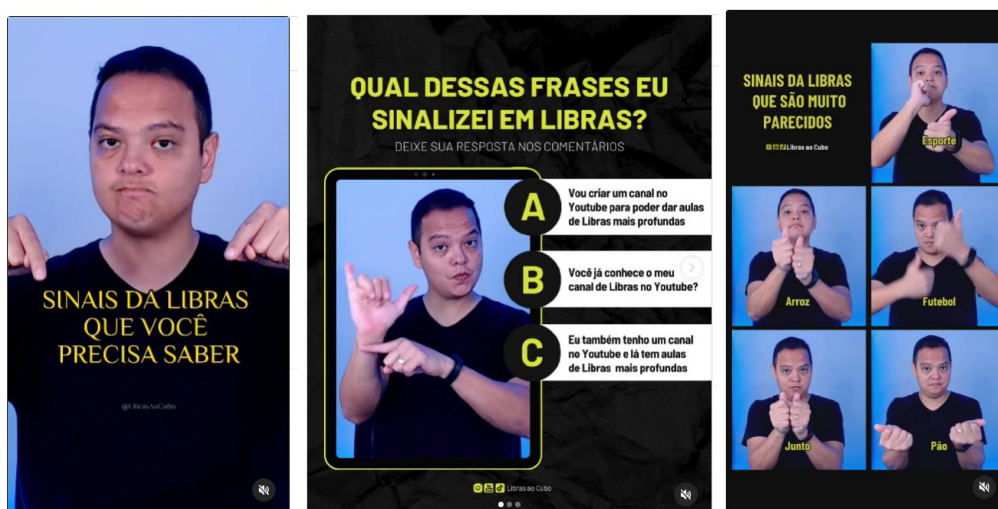 SINAIS DA LIBRAS
QUE VOCÊ
PRECISA SABER
@LibrasAoCubo
QUAL DESSAS FRASES EU
SINALIZEI EM LIBRAS?
DEIXE SUA RESPOSTA NOS COMENTÁRIOS
A
Vou criar um canal no
Youtube para poder dar aulas
de Libras mais profundas
B
Você já conhece o meu
canal de Libras no Youtube?
C
Eu também tenho um canal
no Youtube e lá tem aulas
de Libras mais profundas
Libras ao Cubo
SINAIS DA LIBRAS
QUE SÃO MUITO
PARECIDOS
Libras ao Cubo
Esporte
Arroz
Futebol
Junto
Pão